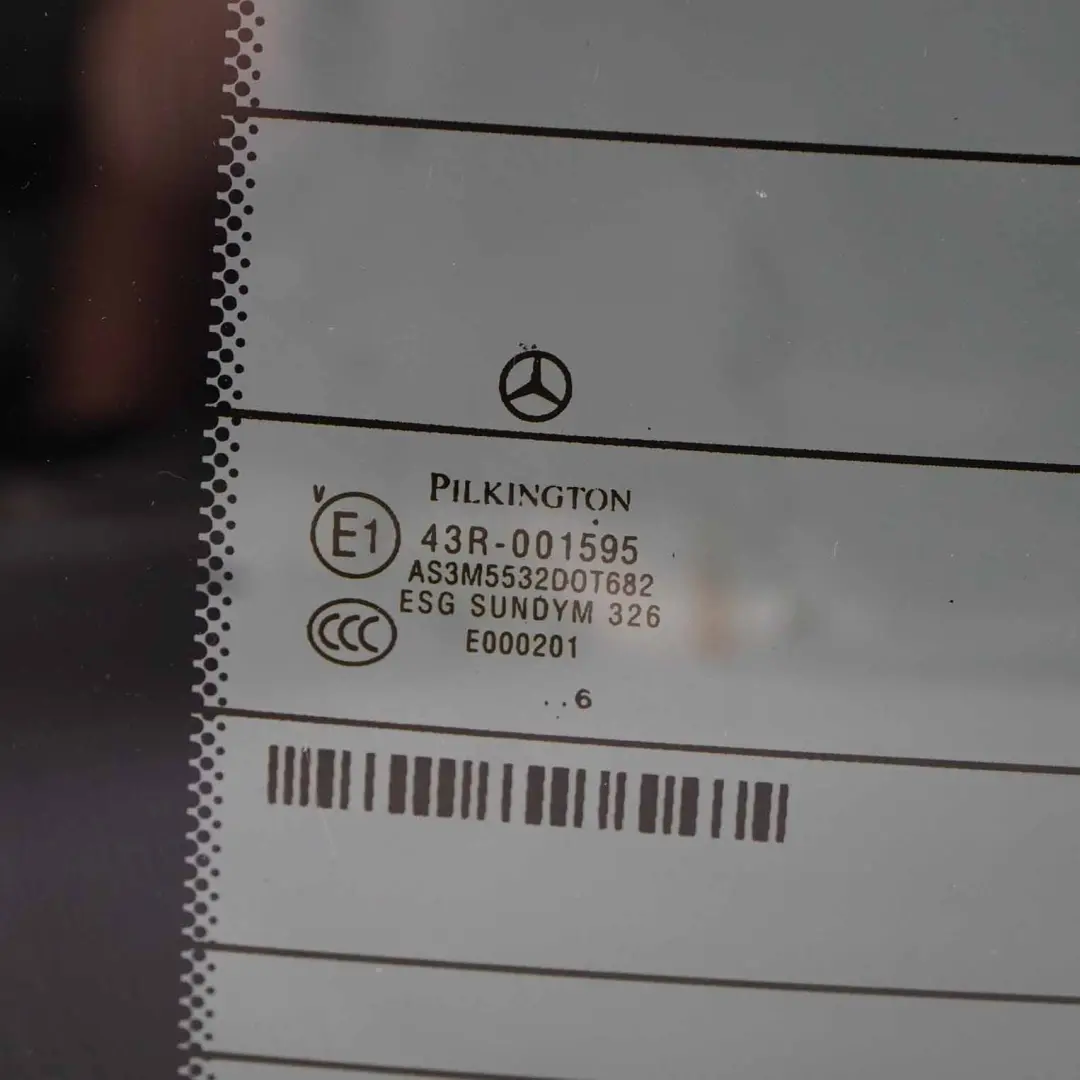 PILKINGTON
V
E1 43R-001595
AS3M5532DOT682
CCC ESG SUNDYM 326
E000201
..6